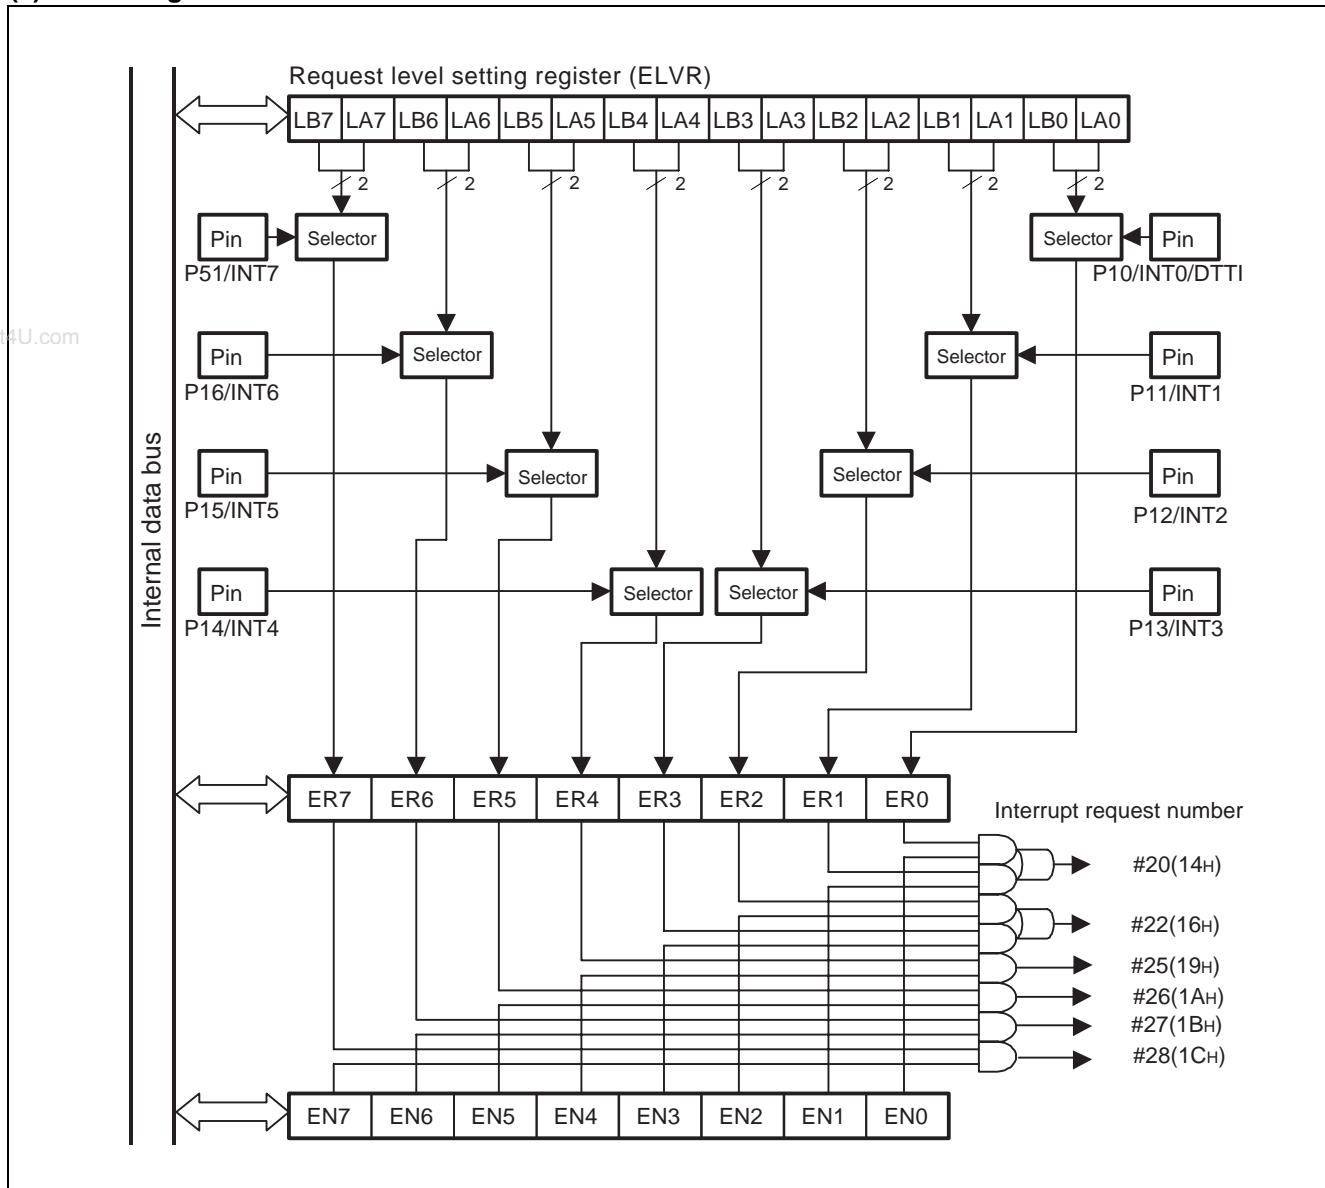 Request level setting register (ELVR)
LB7 LA7 LB6 LA6 LB5 LA5 LB4 LA4 LB3 LA3 LB2 LA2 LB1 LA1 LB0 LA0
2 2 2 2 2 2 2 2
Pin Selector Selector Pin
P51/INT7 P10/INT0/DTTI
t4U.com
Pin Selector Selector Pin
P16/INT6 P11/INT1
Internal data bus
Pin Selector Selector Pin
P15/INT5 P12/INT2
Pin Selector Selector Pin
P14/INT4 P13/INT3
ER7 ER6 ER5 ER4 ER3 ER2 ER1 ER0
Interrupt request number
#20(14H)
#22(16H)
#25(19H)
#26(1AH)
#27(1BH)
#28(1CH)
EN7 EN6 EN5 EN4 EN3 EN2 EN1 EN0